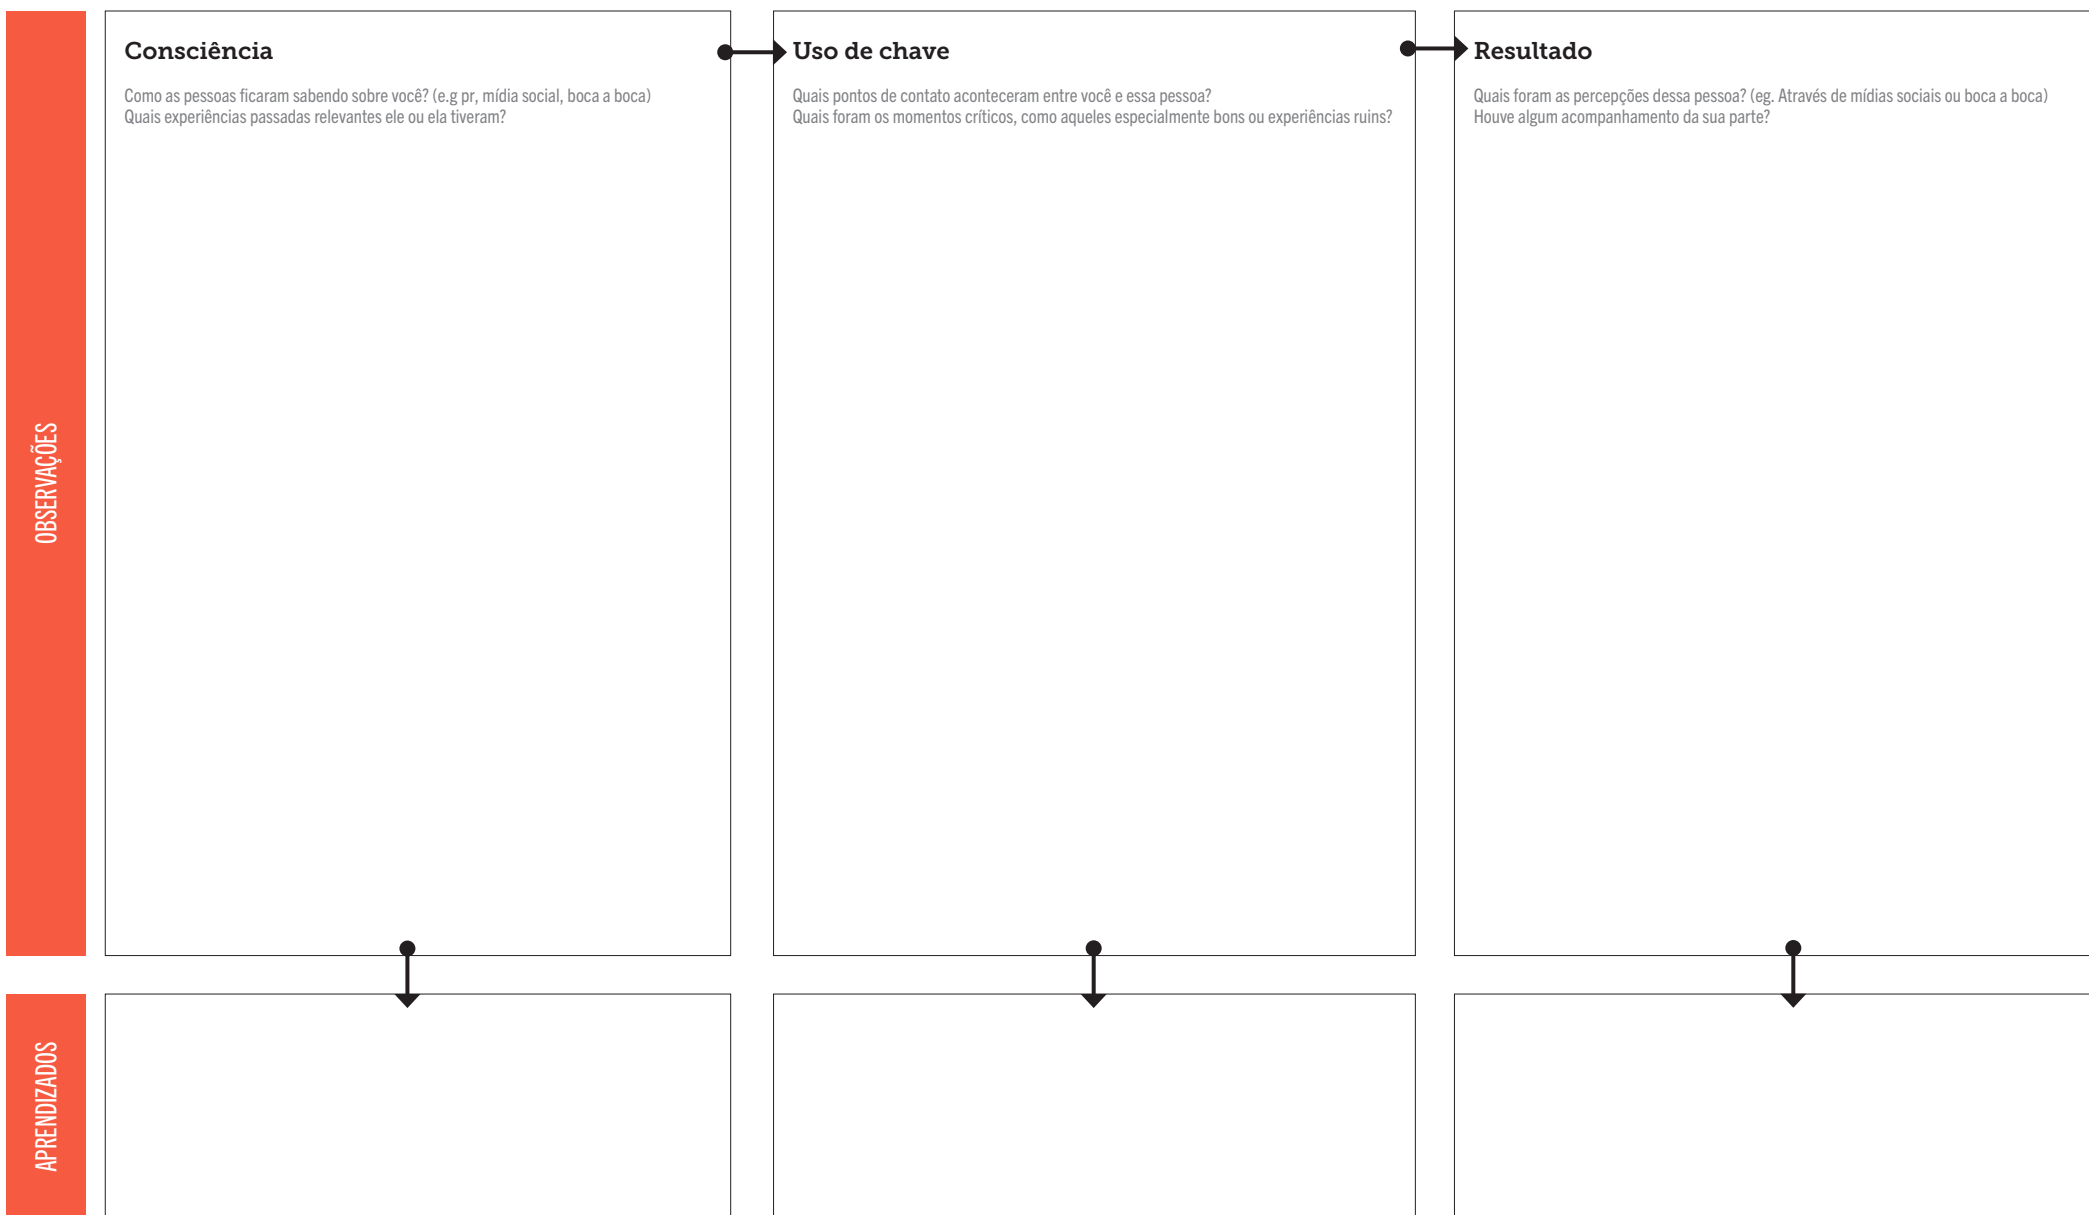 OBSERVAÇÕES
Consciência
Como as pessoas ficaram sabendo sobre você? (e.g pr, mídia social, boca a boca)
Quais experiências passadas relevantes ele ou ela tiveram?
Uso de chave
Quais pontos de contato aconteceram entre você e essa pessoa?
Quais foram os momentos críticos, como aqueles especialmente bons ou experiências ruins?
Resultado
Quais foram as percepções dessa pessoa? (eg. Através de mídias sociais ou boca a boca)
Houve algum acompanhamento da sua parte?
APRENDIZADOS